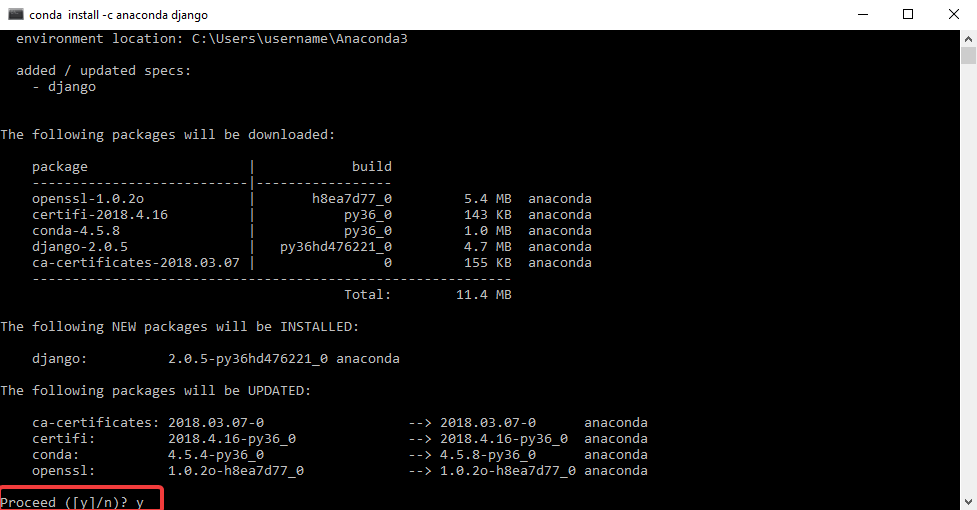 conda  install -c anaconda django
environment location: C:\Users\username\Anaconda3
added / updated specs:
- django
The following packages will be downloaded:
package                    |            build
---------------------------|-----------------
openssl-1.0.2o             |       h8ea7d77_0         5.4 MB  anaconda
certifi-2018.4.16          |           py36_0         143 KB  anaconda
conda-4.5.8                |           py36_0         1.0 MB  anaconda
django-2.0.5               |   py36hd476221_0         4.7 MB  anaconda
ca-certificates-2018.03.07 |                0         155 KB  anaconda
------------------------------------------------------------
Total:        11.4 MB
The following NEW packages will be INSTALLED:
django:          2.0.5-py36hd476221_0 anaconda
The following packages will be UPDATED:
ca-certificates: 2018.03.07-0                  --> 2018.03.07-0      anaconda
certifi:         2018.4.16-py36_0              --> 2018.4.16-py36_0  anaconda
conda:           4.5.4-py36_0                  --> 4.5.8-py36_0      anaconda
openssl:         1.0.2o-h8ea7d77_0             --> 1.0.2o-h8ea7d77_0 anaconda
Proceed ([y]/n)? y